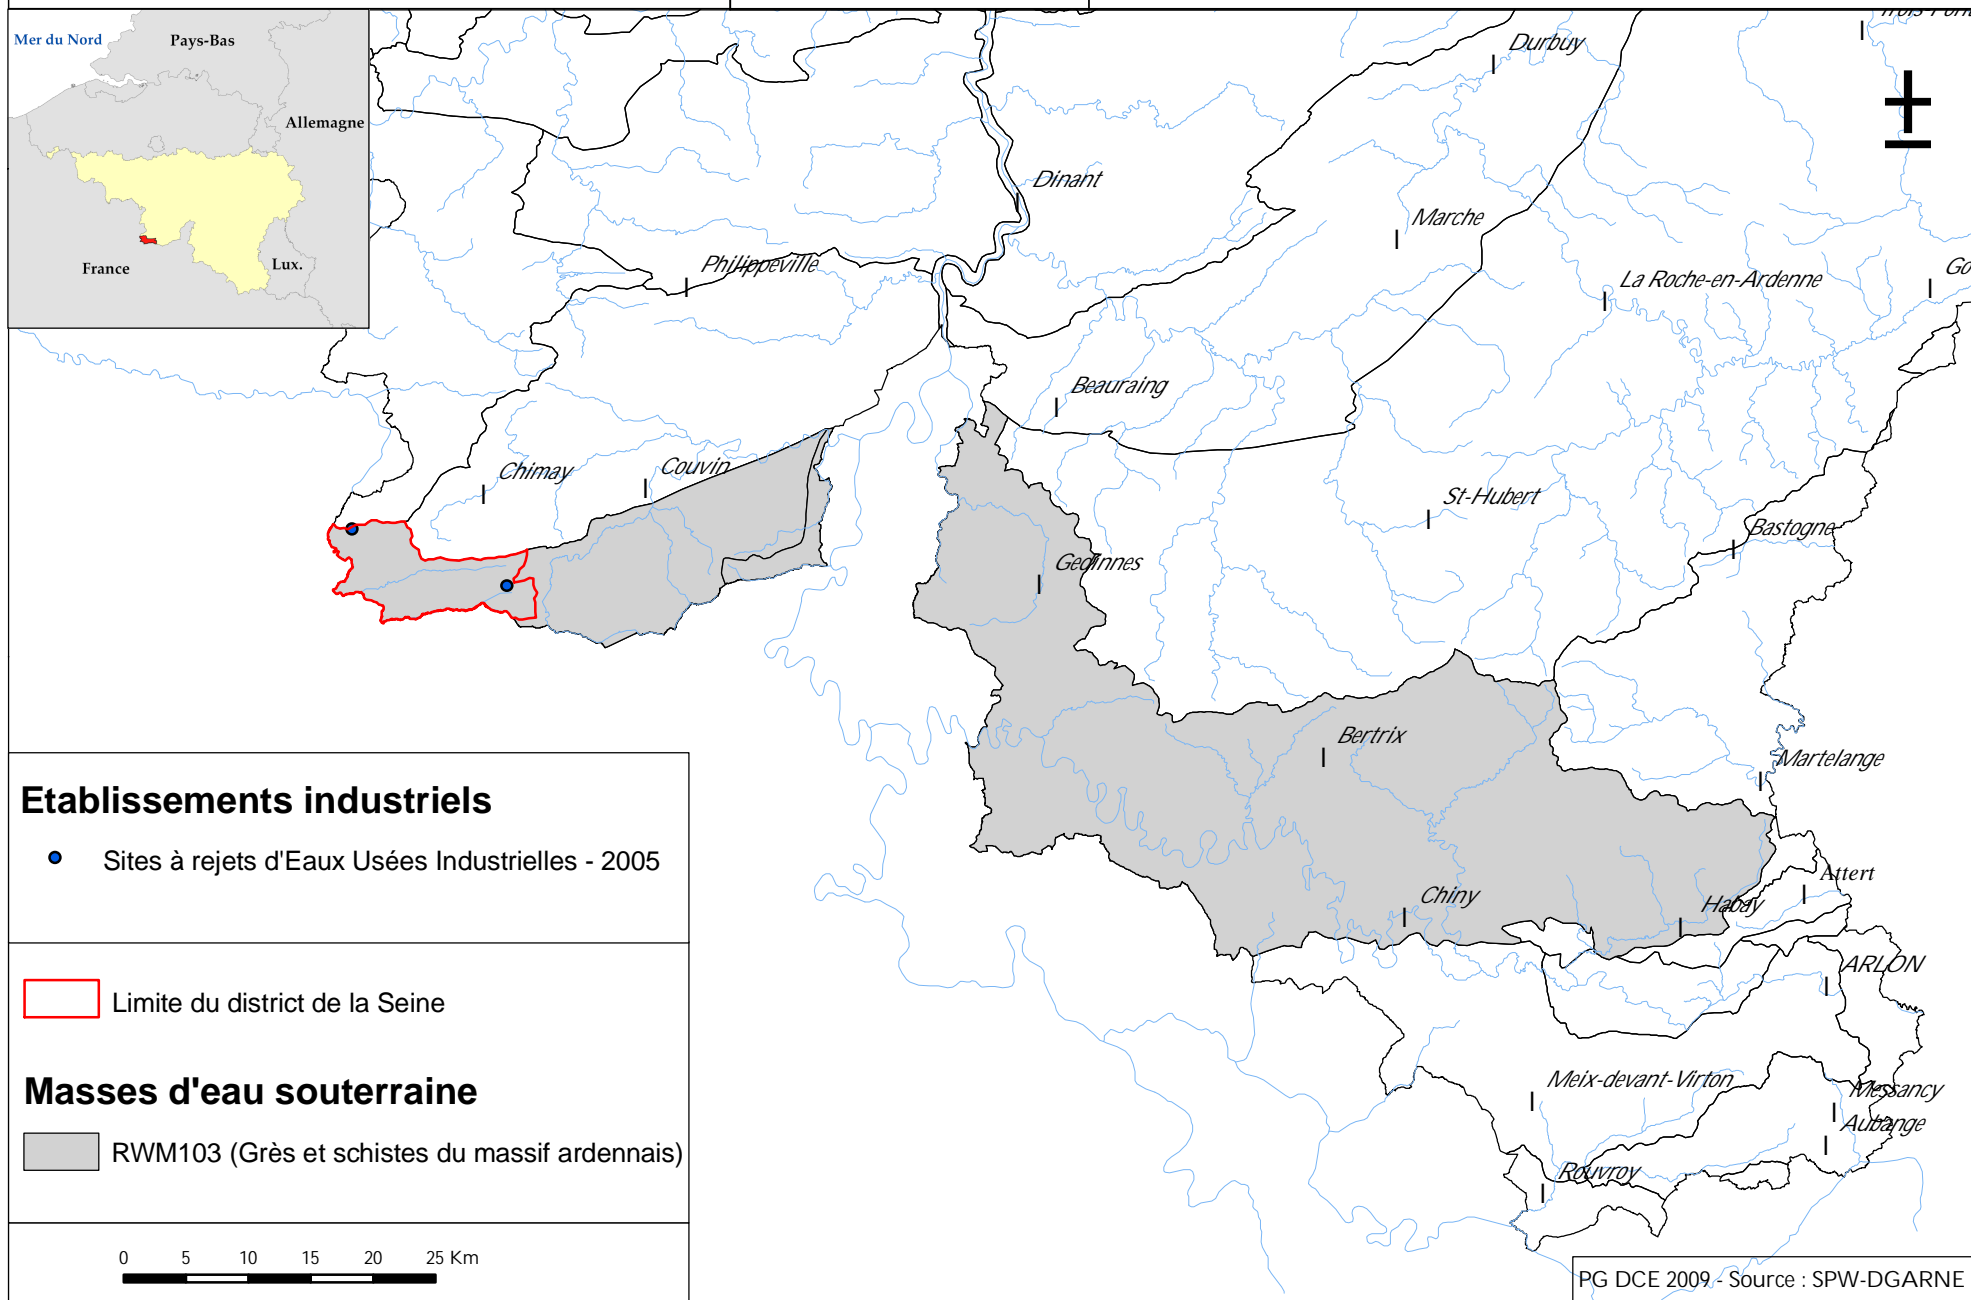 Mer du Nord
Pays-Bas
Allemagne
France
Lux.
Durbuy
Dinant
Marche
Philippeville
La Roche-en-Ardenne
Beauraing
Chimay
Couvin
St-Hubert
Bastogne
Gedinnes
Bertrix
Martelange
Chiny
Habay
Attert
ARLON
Meix-devant-Virton
Messancy
Aubange
Rouvroy
Etablissements industriels
Sites à rejets d'Eaux Usées Industrielles - 2005
Limite du district de la Seine
Masses d'eau souterraine
RWM103 (Grès et schistes du massif ardennais)
0 5 10 15 20 25 Km
PG DCE 2009 - Source : SPW-DGARNE